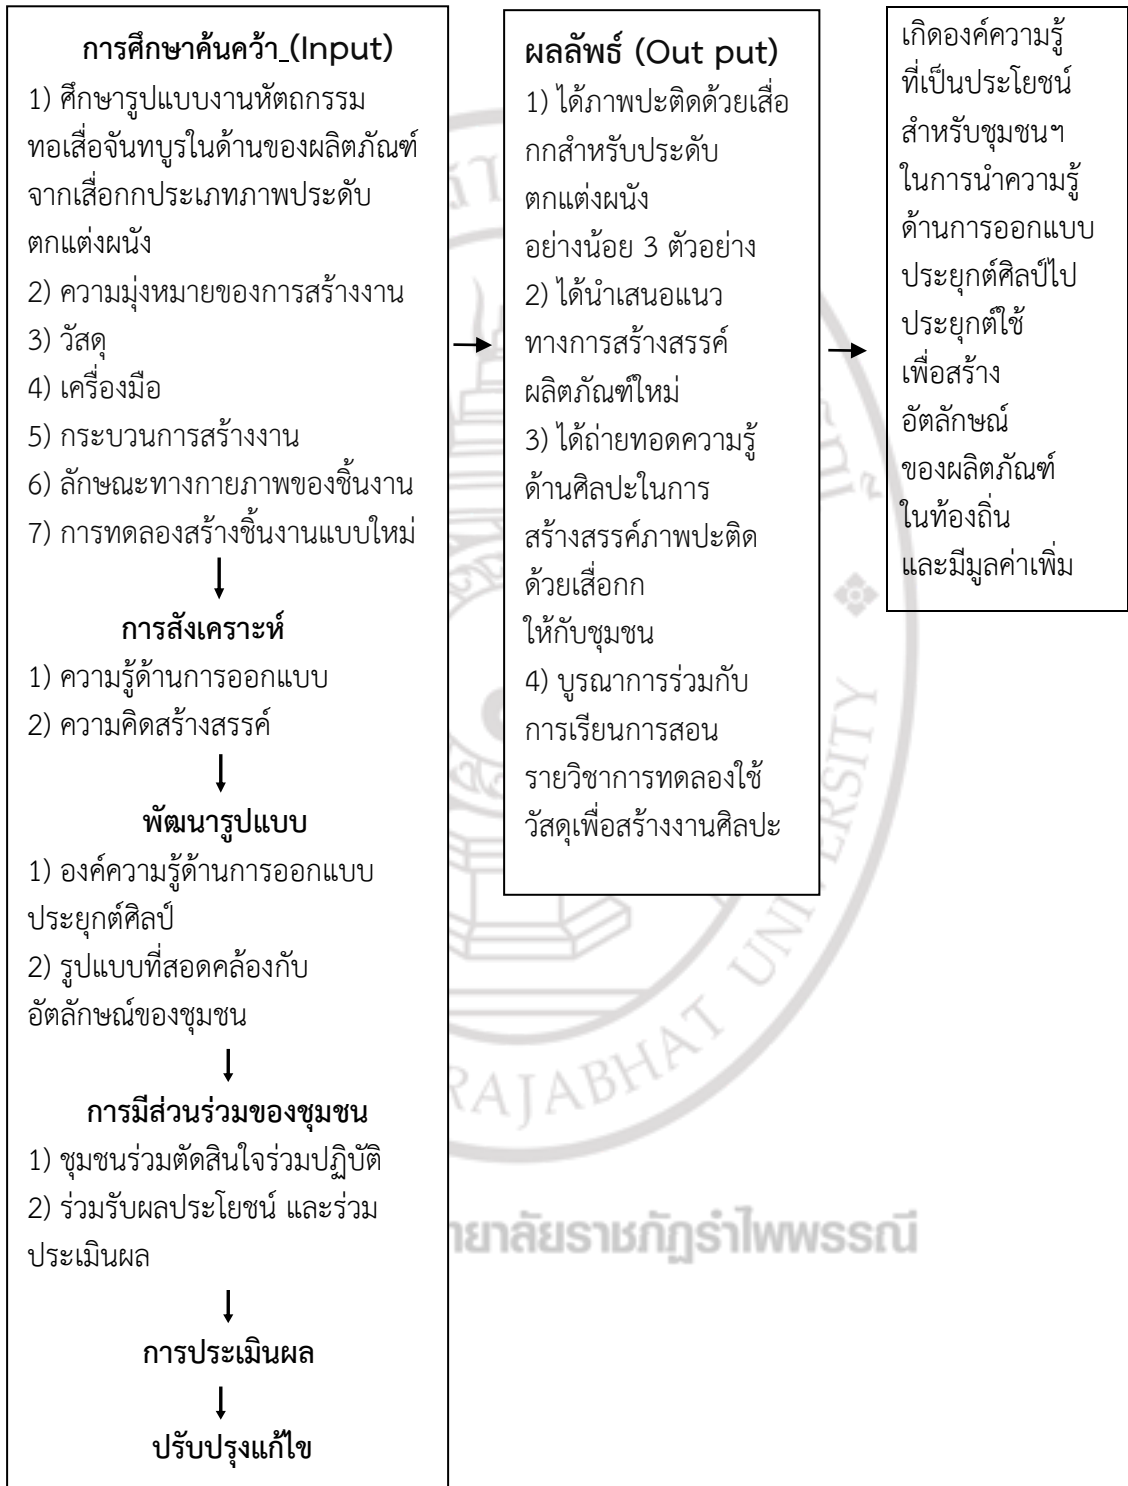 การศึกษาค้นคว้า_(Input)
1) ศึกษารูปแบบงานหัตถกรรม
ทอเสื่อจันทบูรในด้านของผลิตภัณฑ์
จากเสื่อกกประเภทภาพประดับ
ตกแต่งผนัง
2) ความมุ่งหมายของการสร้างงาน
3) วัสดุ
4) เครื่องมือ
5) กระบวนการสร้างงาน
6) ลักษณะทางกายภาพของชิ้นงาน
7) การทดลองสร้างชิ้นงานแบบใหม่
การสังเคราะห์
1) ความรู้ด้านการออกแบบ
2) ความคิดสร้างสรรค์
พัฒนารูปแบบ
1) องค์ความรู้ด้านการออกแบบ
ประยุกต์ศิลป์
2) รูปแบบที่สอดคล้องกับ
อัตลักษณ์ของชุมชน
การมีส่วนร่วมของชุมชน
1) ชุมชนร่วมตัดสินใจร่วมปฏิบัติ
2) ร่วมรับผลประโยชน์ และร่วม
ประเมินผล
การประเมินผล
ปรับปรุงแก้ไข
ผลลัพธ์ (Out put)
1) ได้ภาพปะติดด้วยเสื่อ
กกสำหรับประดับ
ตกแต่งผนัง
อย่างน้อย 3 ตัวอย่าง
2) ได้นำเสนอแนว
ทางการสร้างสรรค์
ผลิตภัณฑ์ใหม่
3) ได้ถ่ายทอดความรู้
ด้านศิลปะในการ
สร้างสรรค์ภาพปะติด
ด้วยเสื่อกก
ให้กับชุมชน
4) บูรณาการร่วมกับ
การเรียนการสอน
รายวิชาการทดลองใช้
วัสดุเพื่อสร้างงานศิลปะ
เกิดองค์ความรู้
ที่เป็นประโยชน์
สำหรับชุมชนฯ
ในการนำความรู้
ด้านการออกแบบ
ประยุกต์ศิลป์ไป
ประยุกต์ใช้
เพื่อสร้าง
อัตลักษณ์
ของผลิตภัณฑ์
ในท้องถิ่น
และมีมูลค่าเพิ่ม
RAJABHAT UNIVERSITY
ทยาลัยราชภัฏรำไพพรรณี